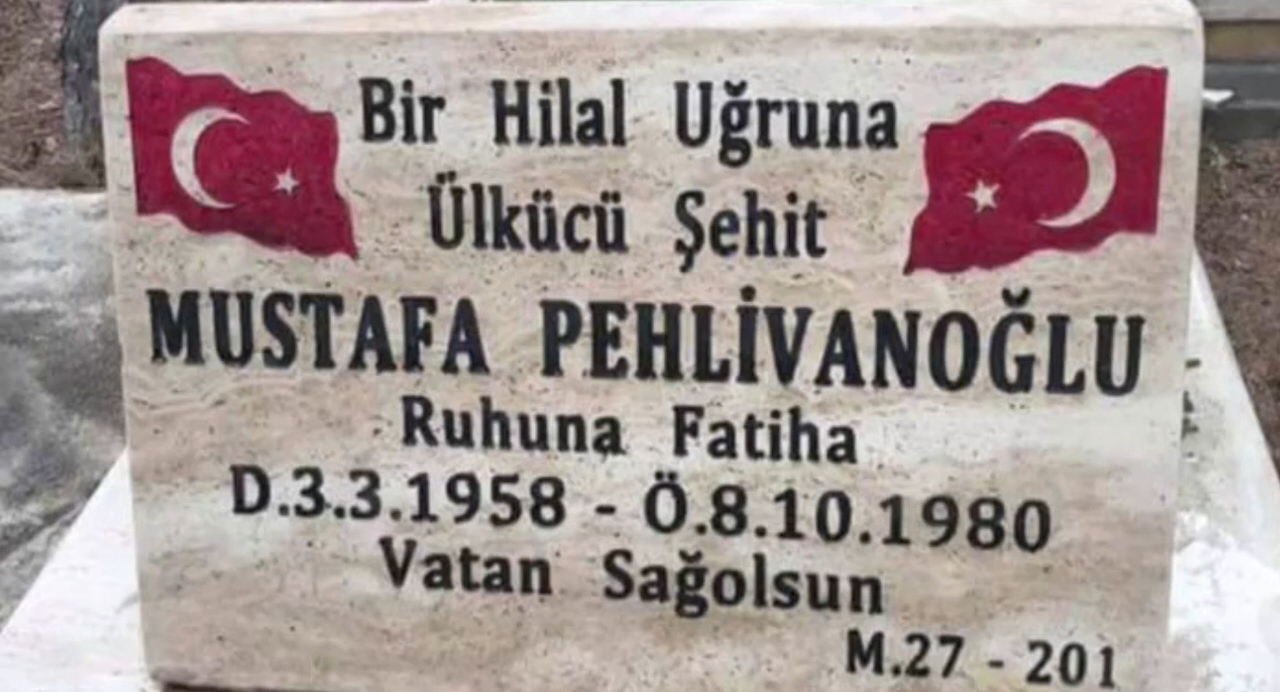 Bir Hilal Uğruna
Ülkücü Şehit
MUSTAFA PEHLİVANOĞLU
Ruhuna Fatiha
D.3.3.1958 - Ö.8.10.1980
Vatan Sağolsun
M.27 - 201